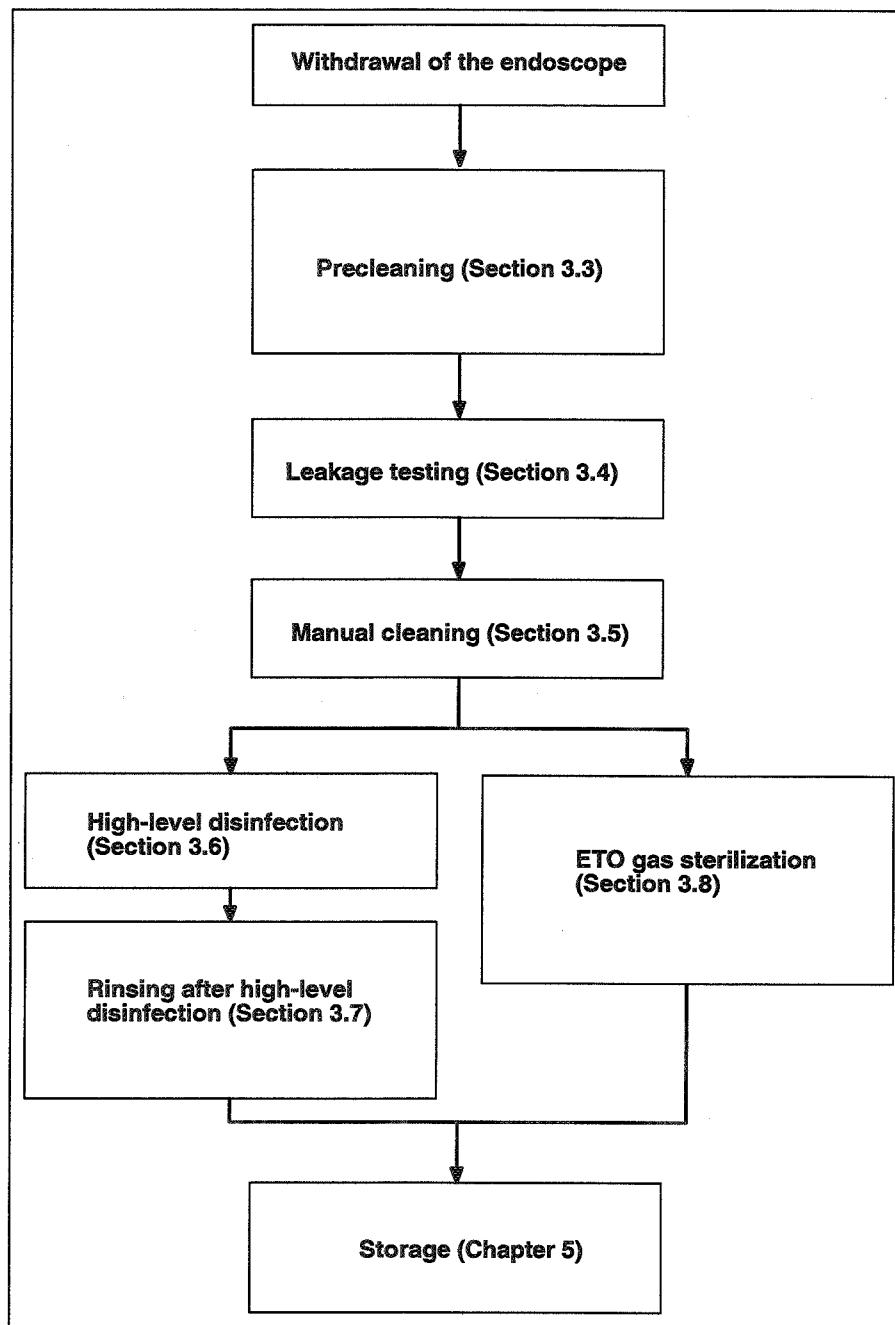 Withdrawal of the endoscope
Precleaning (Section 3.3)
Leakage testing (Section 3.4)
Manual cleaning (Section 3.5)
High-level disinfection
(Section 3.6)
ETO gas sterilization
(Section 3.8)
Rinsing after high-level
disinfection (Section 3.7)
Storage (Chapter 5)